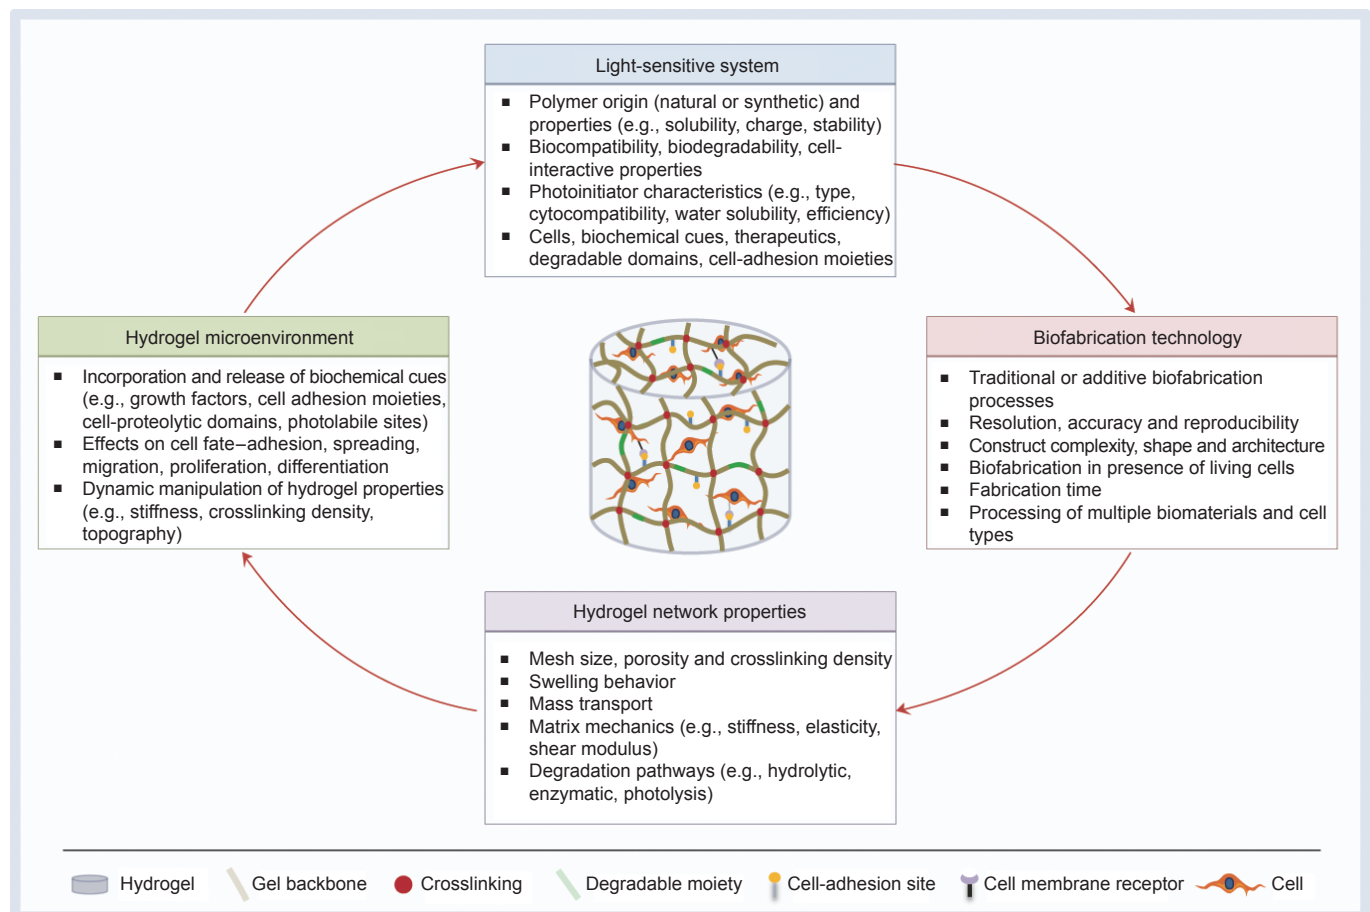 Light-sensitive system
▪ Polymer origin (natural or synthetic) and
properties (e.g., solubility, charge, stability)
▪ Biocompatibility, biodegradability, cell-
interactive properties
▪ Photoinitiator characteristics (e.g., type,
cytocompatibility, water solubility, efficiency)
▪ Cells, biochemical cues, therapeutics,
degradable domains, cell-adhesion moieties
Hydrogel microenvironment
▪ Incorporation and release of biochemical cues
(e.g., growth factors, cell adhesion moieties,
cell-proteolytic domains, photolabile sites)
▪ Effects on cell fate–adhesion, spreading,
migration, proliferation, differentiation
▪ Dynamic manipulation of hydrogel properties
(e.g., stiffness, crosslinking density,
topography)
Biofabrication technology
▪ Traditional or additive biofabrication
processes
▪ Resolution, accuracy and reproducibility
▪ Construct complexity, shape and architecture
▪ Biofabrication in presence of living cells
▪ Fabrication time
▪ Processing of multiple biomaterials and cell
types
Hydrogel network properties
▪ Mesh size, porosity and crosslinking density
▪ Swelling behavior
▪ Mass transport
▪ Matrix mechanics (e.g., stiffness, elasticity,
shear modulus)
▪ Degradation pathways (e.g., hydrolytic,
enzymatic, photolysis)
Hydrogel Gel backbone Crosslinking Degradable moiety Cell-adhesion site Cell membrane receptor Cell